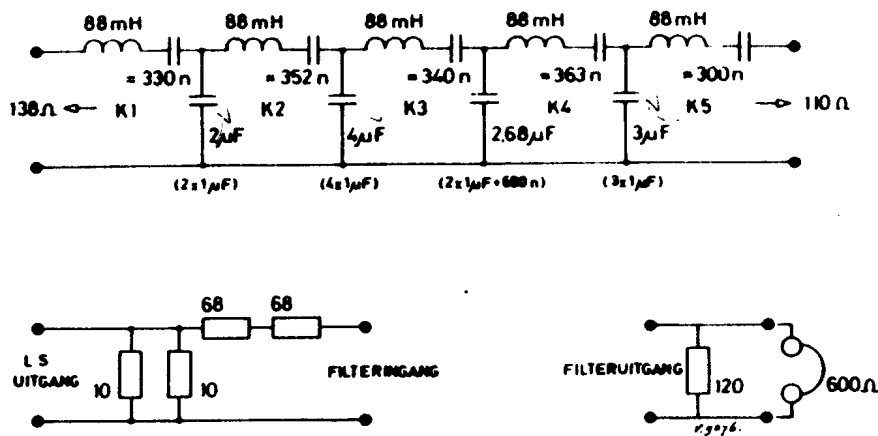 88mH 88mH 88mH 88mH 88mH
≈330n ≈352n ≈340n ≈363n ≈300n
138Ω K1 K2 K3 K4 K5 110Ω
2µF 4µF 2,68µF 3µF
(2x1µF) (4x1µF) (2x1µF+680n) (3x1µF)
68 68
LS
UITGANG
10 10
FILTERINGANG
FILTERUITGANG
120
600Ω